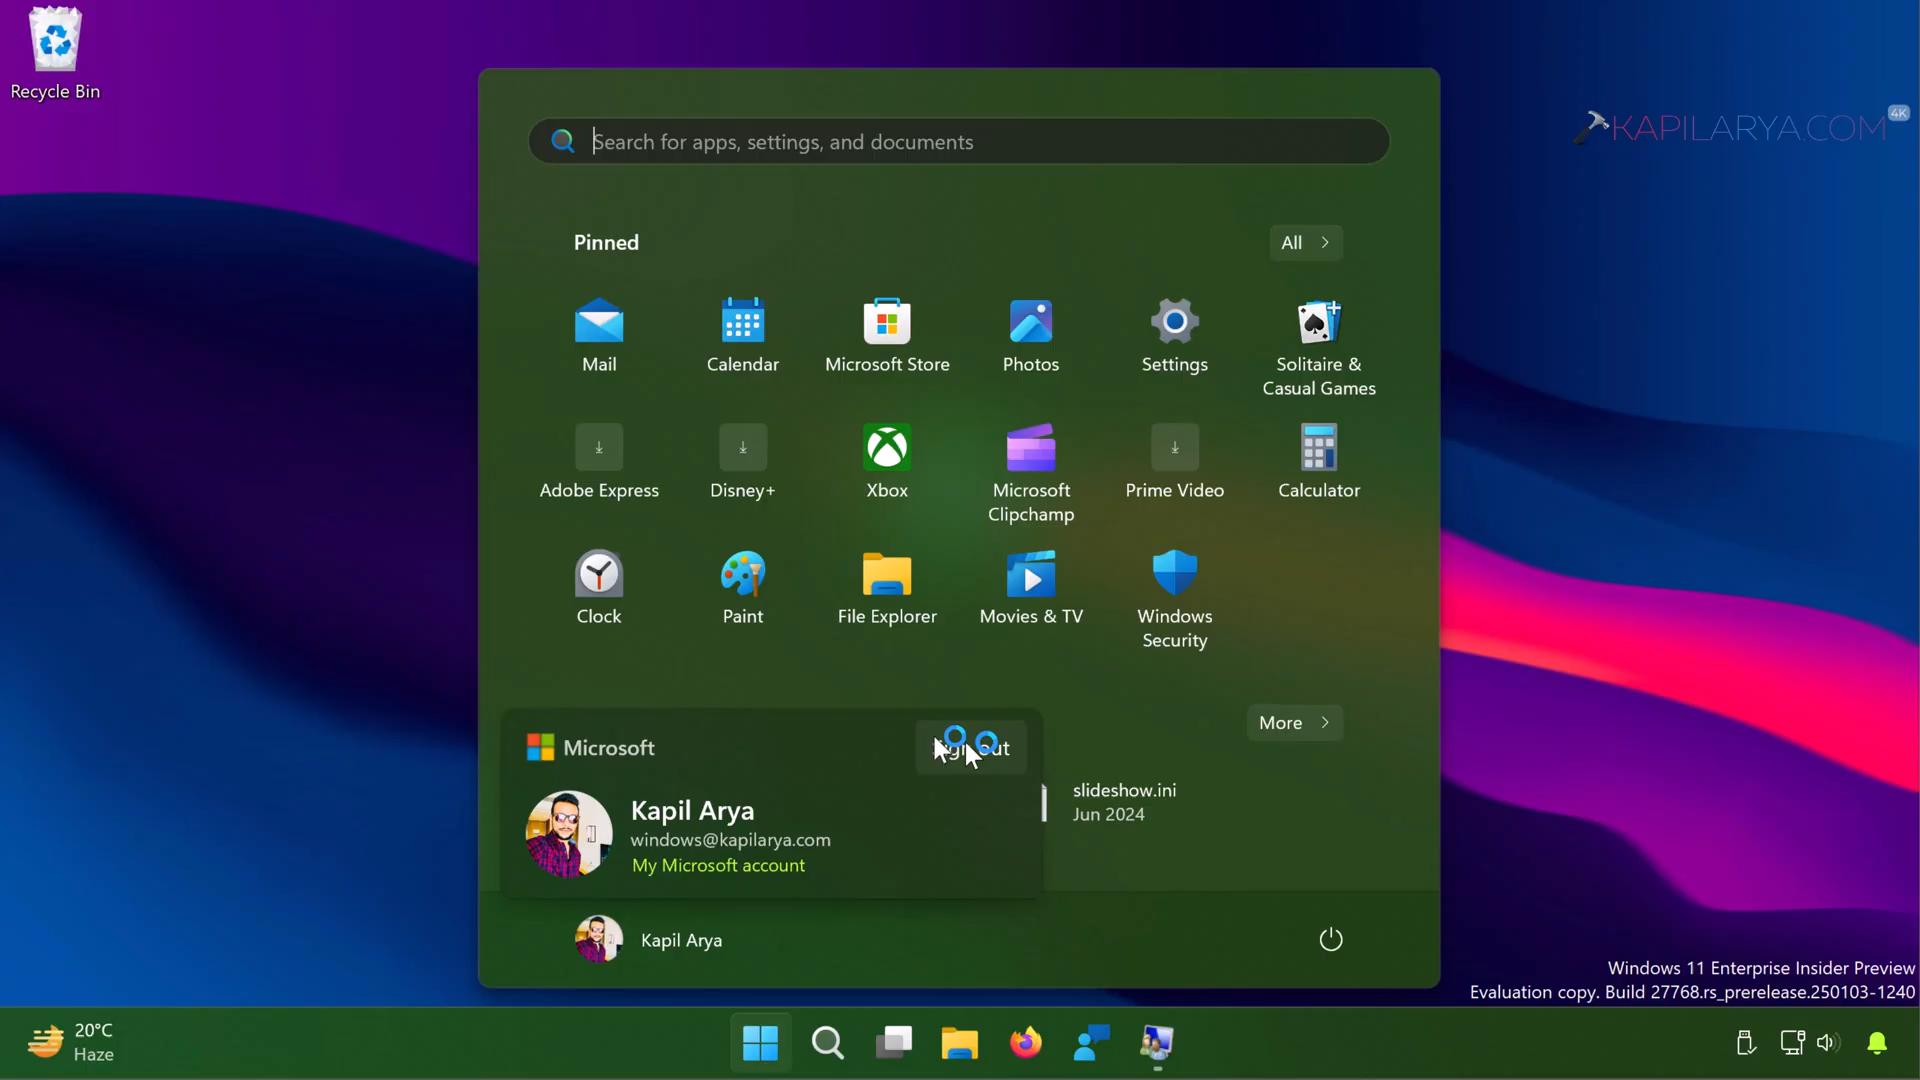 Recycle Bin
KAPILARYA.COM
4K
Search for apps, settings, and documents
Pinned
All
Mail
Calendar
Microsoft Store
Photos
Settings
Solitaire &
Casual Games
Adobe Express
Disney+
Xbox
Microsoft
Clipchamp
Prime Video
Calculator
Clock
Paint
File Explorer
Movies & TV
Windows
Security
More
Microsoft
slideshow.ini
Jun 2024
Kapil Arya
windows@kapilarya.com
My Microsoft account
Kapil Arya
Windows 11 Enterprise Insider Preview
Evaluation copy. Build 27768.rs_prerelease.250103-1240
20°C
Haze